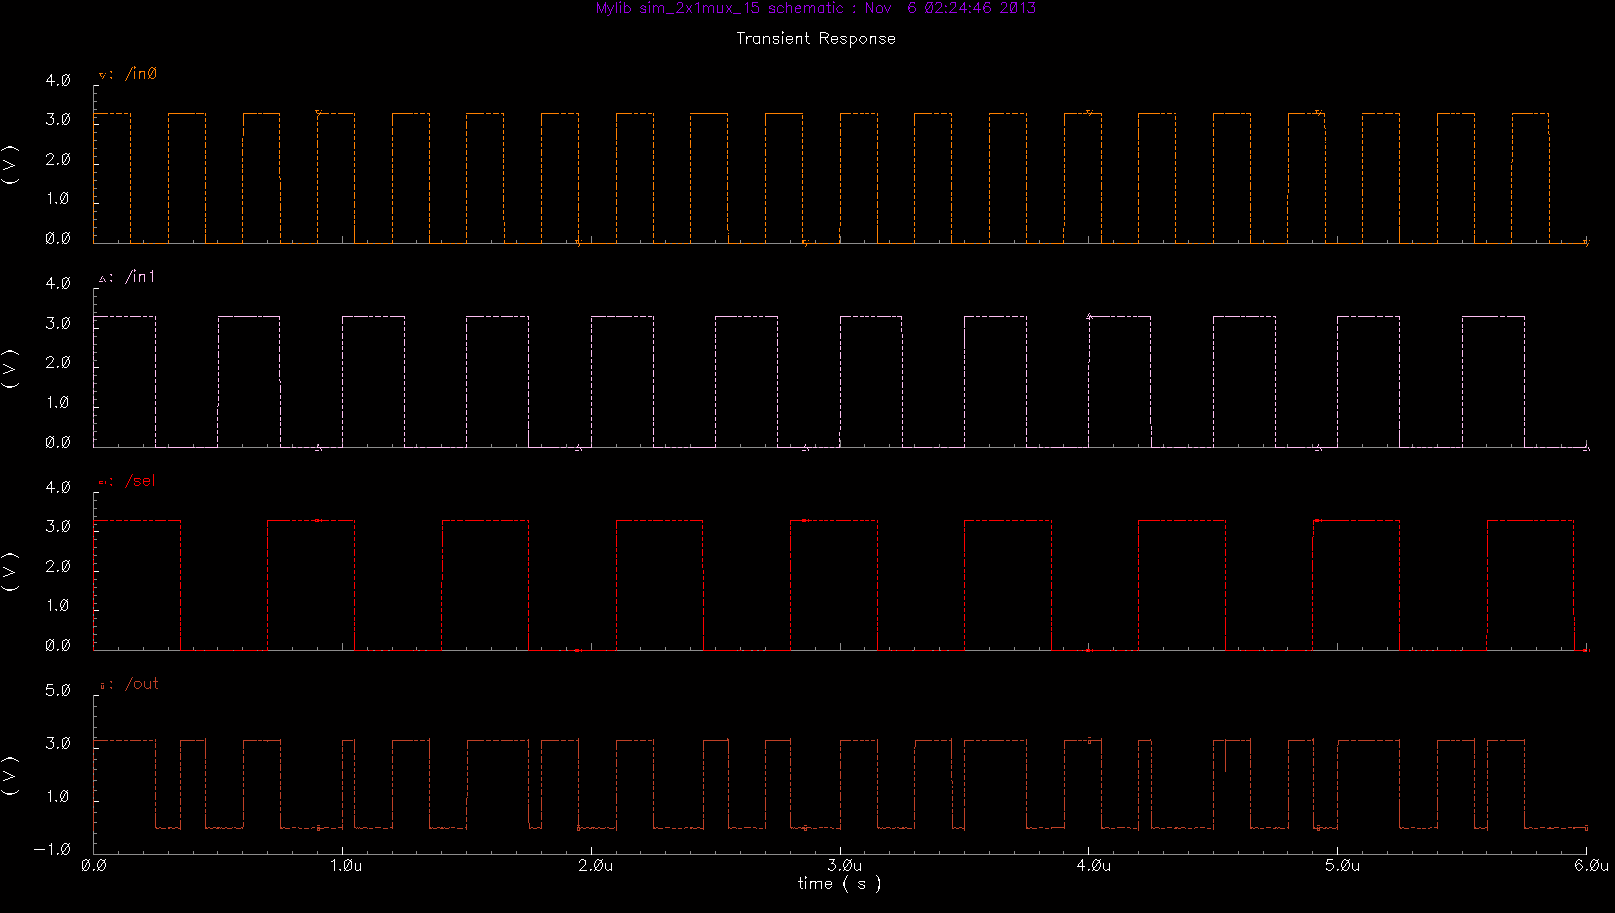 Mylib sim_2x1mux_15 schematic : Nov 6 02:24:46 2013
Transient Response
: /in0
4.0
3.0
2.0
1.0
0.0
( V )
: /in1
4.0
3.0
2.0
1.0
0.0
( V )
: /sel
4.0
3.0
2.0
1.0
0.0
( V )
: /out
5.0
3.0
1.0
-1.0
( V )
0.0 1.0u 2.0u 3.0u 4.0u 5.0u 6.0u
time ( s )